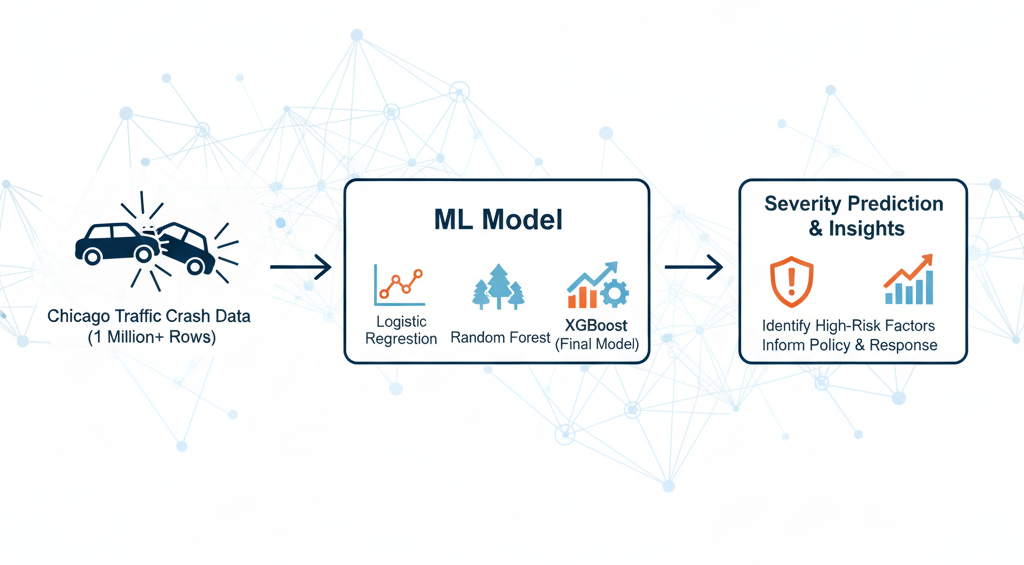 Chicago Traffic Crash Data
(1 Million+ Rows)
ML Model
Logistic
Regrestion
Random Forest
XGBoost
(Final Model)
Severity Prediction
& Insights
Identify High-Risk Factors
Inform Policy & Response